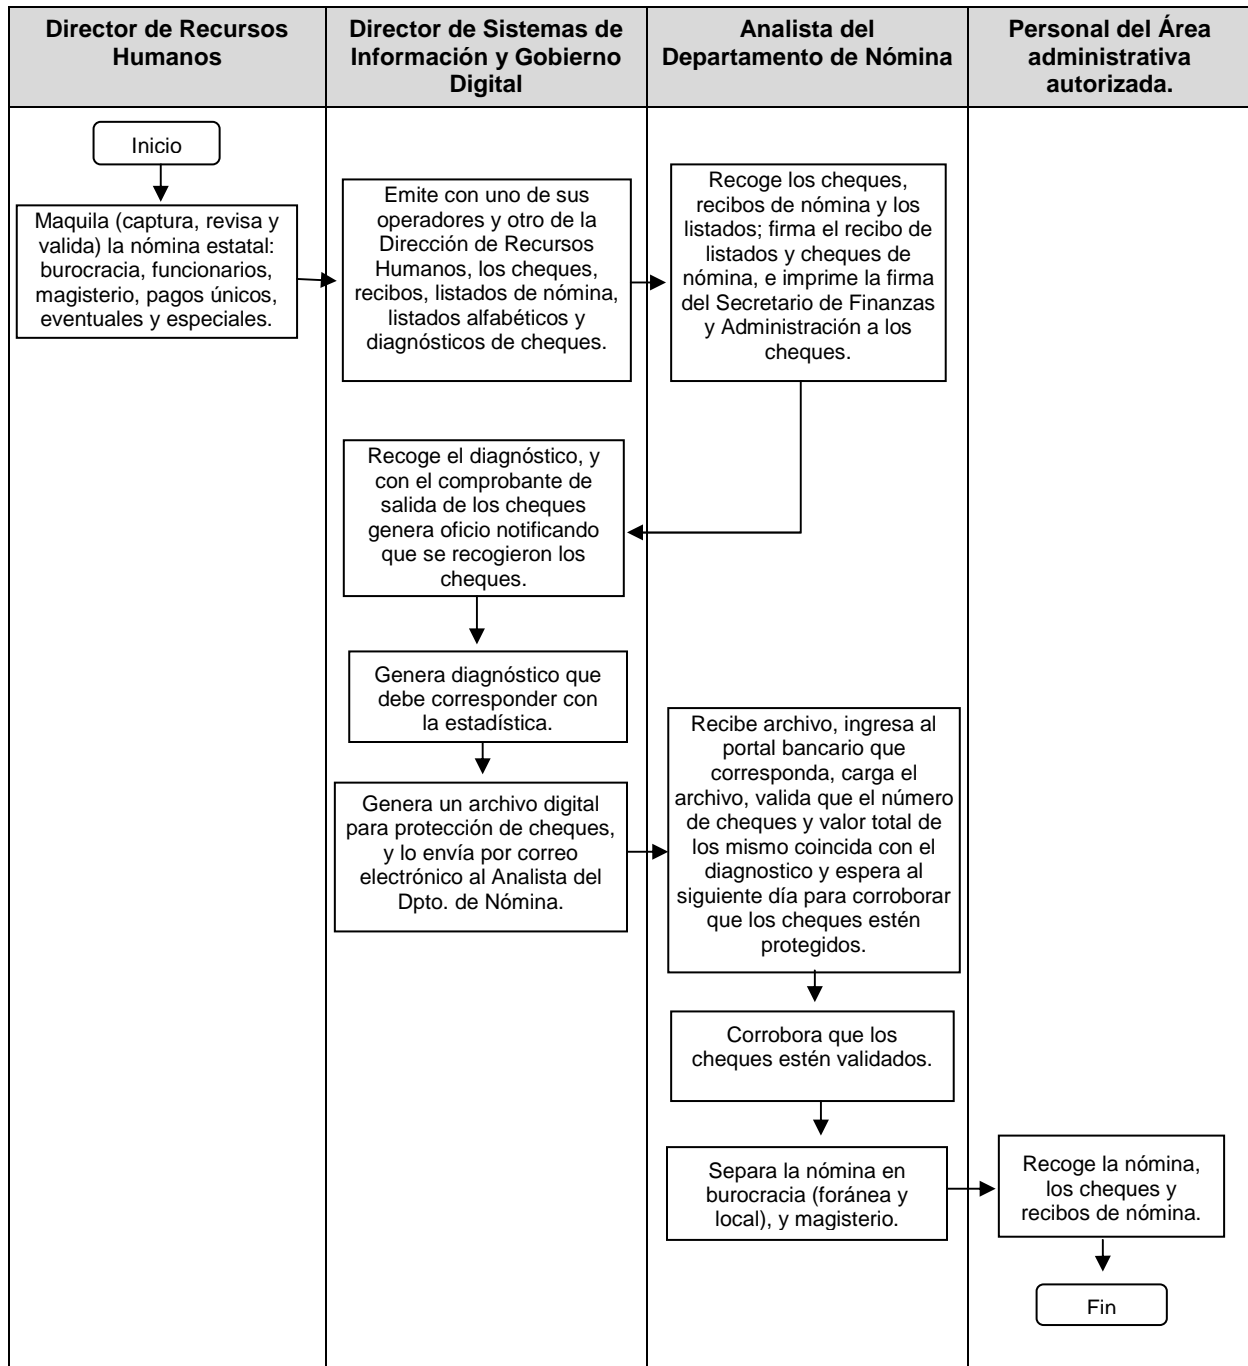 Director de Recursos
Humanos
Director de Sistemas de
Información y Gobierno
Digital
Analista del
Departamento de Nómina
Personal del Área
administrativa
autorizada.
Inicio
Maquila (captura, revisa y
valida) la nómina estatal:
burocracia, funcionarios,
magisterio, pagos únicos,
eventuales y especiales.
Emite con uno de sus
operadores y otro de la
Dirección de Recursos
Humanos, los cheques,
recibos, listados de nómina,
listados alfabéticos y
diagnósticos de cheques.
Recoge los cheques,
recibos de nómina y los
listados; firma el recibo de
listados y cheques de
nómina, e imprime la firma
del Secretario de Finanzas
y Administración a los
cheques.
Recoge el diagnóstico, y
con el comprobante de
salida de los cheques
genera oficio notificando
que se recogieron los
cheques.
Genera diagnóstico que
debe corresponder con
la estadística.
Genera un archivo digital
para protección de cheques,
y lo envía por correo
electrónico al Analista del
Dpto. de Nómina.
Recibe archivo, ingresa al
portal bancario que
corresponda, carga el
archivo, valida que el número
de cheques y valor total de
los mismo coincida con el
diagnostico y espera al
siguiente día para corroborar
que los cheques estén
protegidos.
Corrobora que los
cheques estén validados.
Separa la nómina en
burocracia (foránea y
local), y magisterio.
Recoge la nómina,
los cheques y
recibos de nómina.
Fin